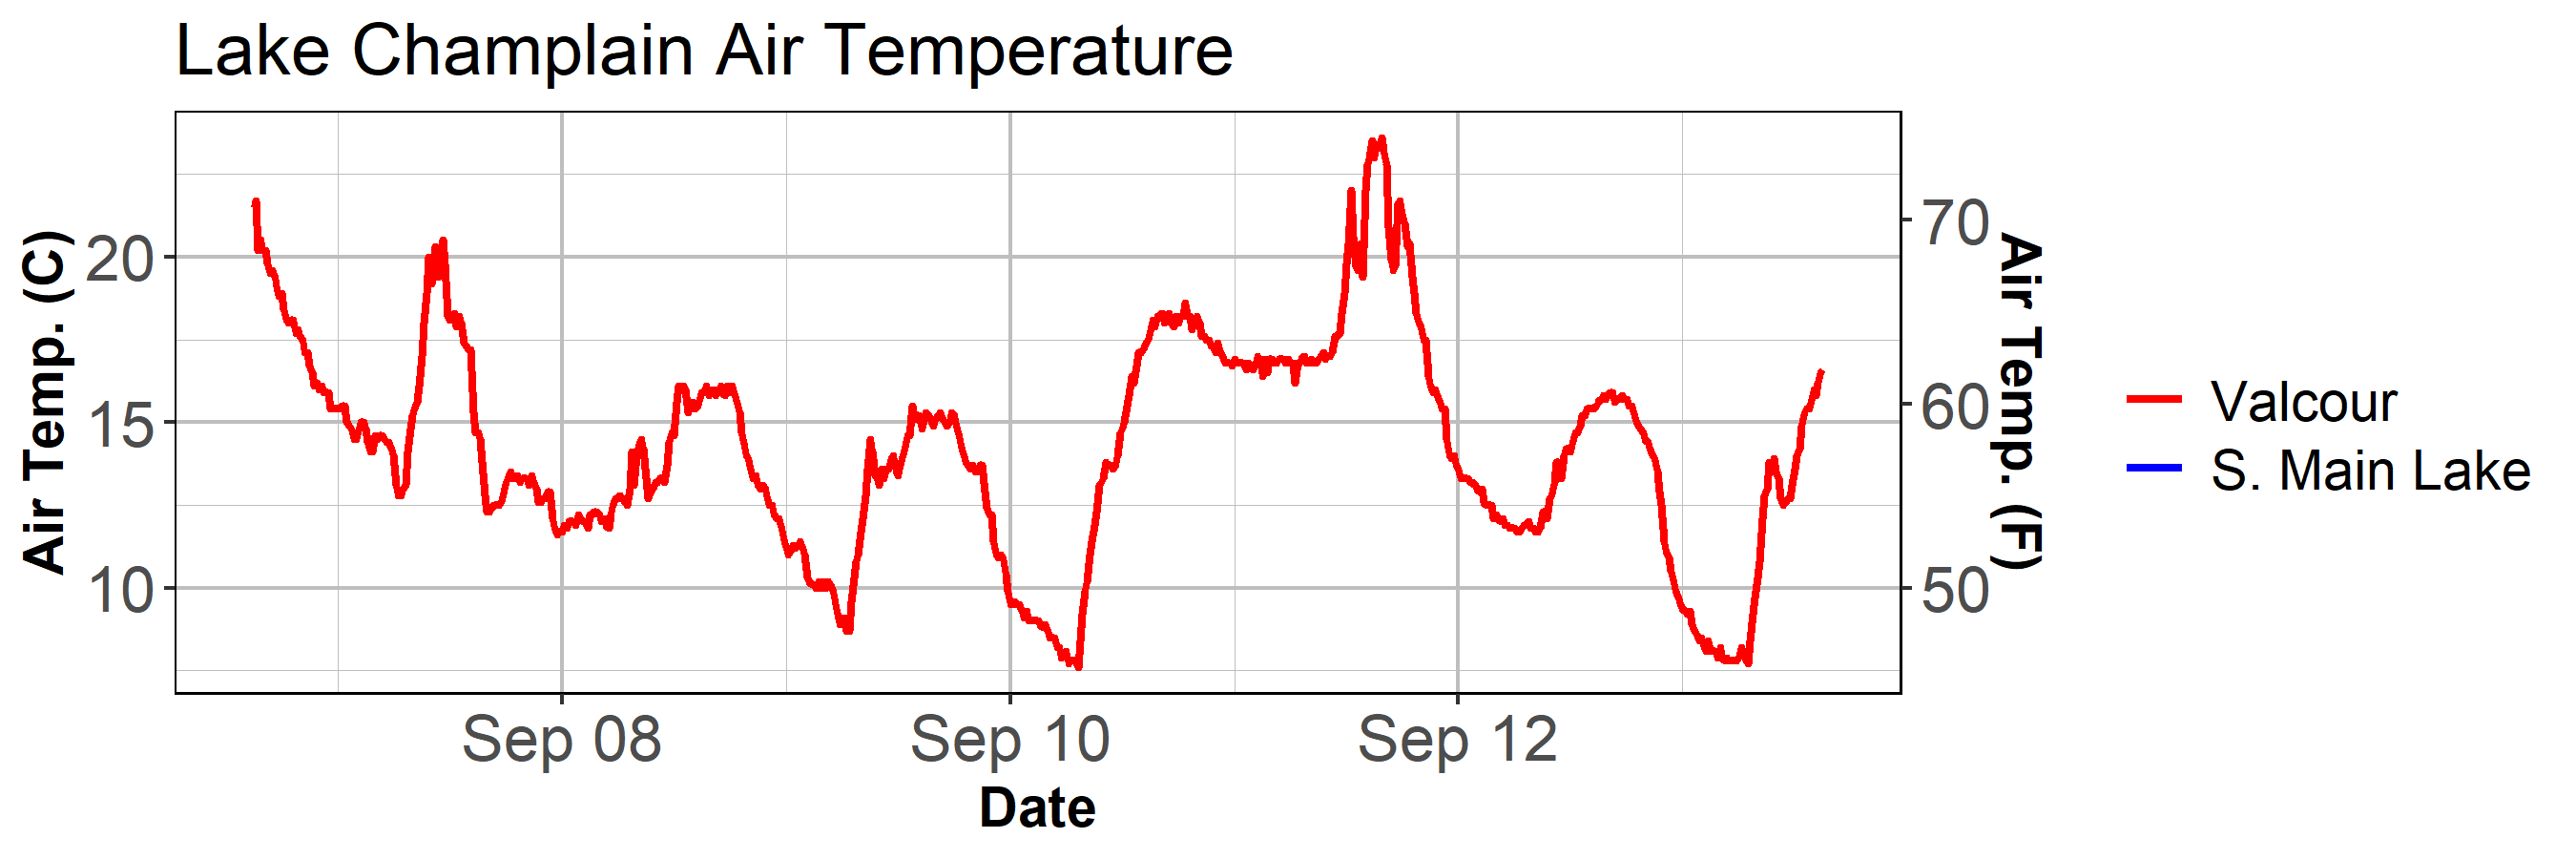 Lake Champlain Air Temperature
Air Temp. (C)
20
15
10
70
60
50
Air Temp. (F)
Sep 08
Sep 10
Sep 12
Date
Valcour
S. Main Lake